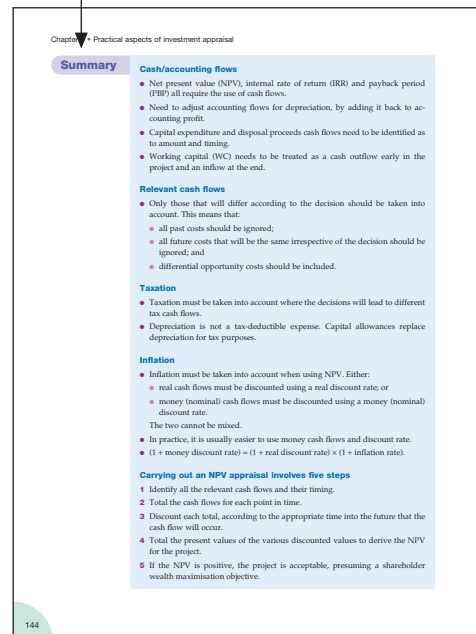 Chapter • Practical aspects of investment appraisal
Summary
Cash/accounting flows
• Net present value (NPV), internal rate of return (IRR) and payback period
(PBP) all require the use of cash flows.
• Need to adjust accounting flows for depreciation, by adding it back to ac-
counting profit.
• Capital expenditure and disposal proceeds cash flows need to be identified as
to amount and timing.
• Working capital (WC) needs to be treated as a cash outflow early in the
project and an inflow at the end.
Relevant cash flows
• Only those that will differ according to the decision should be taken into
account. This means that:
• all past costs should be ignored;
• all future costs that will be the same irrespective of the decision should be
ignored; and
• differential opportunity costs should be included.
Taxation
• Taxation must be taken into account where the decisions will lead to different
tax cash flows.
• Depreciation is not a tax-deductible expense. Capital allowances replace
depreciation for tax purposes.
Inflation
• Inflation must be taken into account when using NPV. Either:
• real cash flows must be discounted using a real discount rate; or
• money (nominal) cash flows must be discounted using a money (nominal)
discount rate.
The two cannot be mixed.
• In practice, it is usually easier to use money cash flows and discount rate.
• (1 + money discount rate) = (1 + real discount rate) × (1 + inflation rate).
Carrying out an NPV appraisal involves five steps
1 Identify all the relevant cash flows and their timing.
2 Total the cash flows for each point in time.
3 Discount each total, according to the appropriate time into the future that the
cash flow will occur.
4 Total the present values of the various discounted values to derive the NPV
for the project.
5 If the NPV is positive, the project is acceptable, presuming a shareholder
wealth maximisation objective.
144